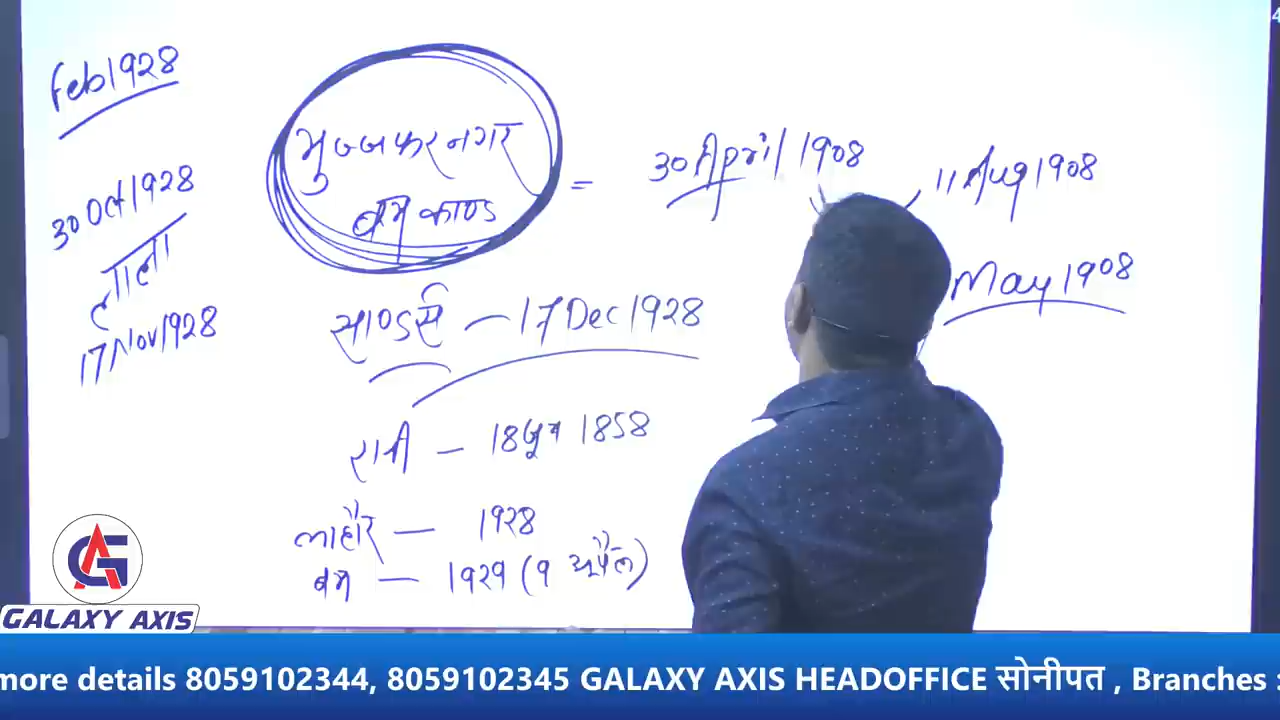 Feb 1928
30 Oct 1928
लाला
17 Nov 1928
मुज्जफरनगर
बम काण्ड
= 30 April 1908
11 Aug 1908
May 1908
साण्डर्स — 17 Dec 1928
रानी — 18 जून 1858
लाहौर — 1928
बम — 1929 (9 अप्रैल)
GALAXY AXIS
more details 8059102344, 8059102345 GALAXY AXIS HEADOFFICE सोनीपत , Branches :